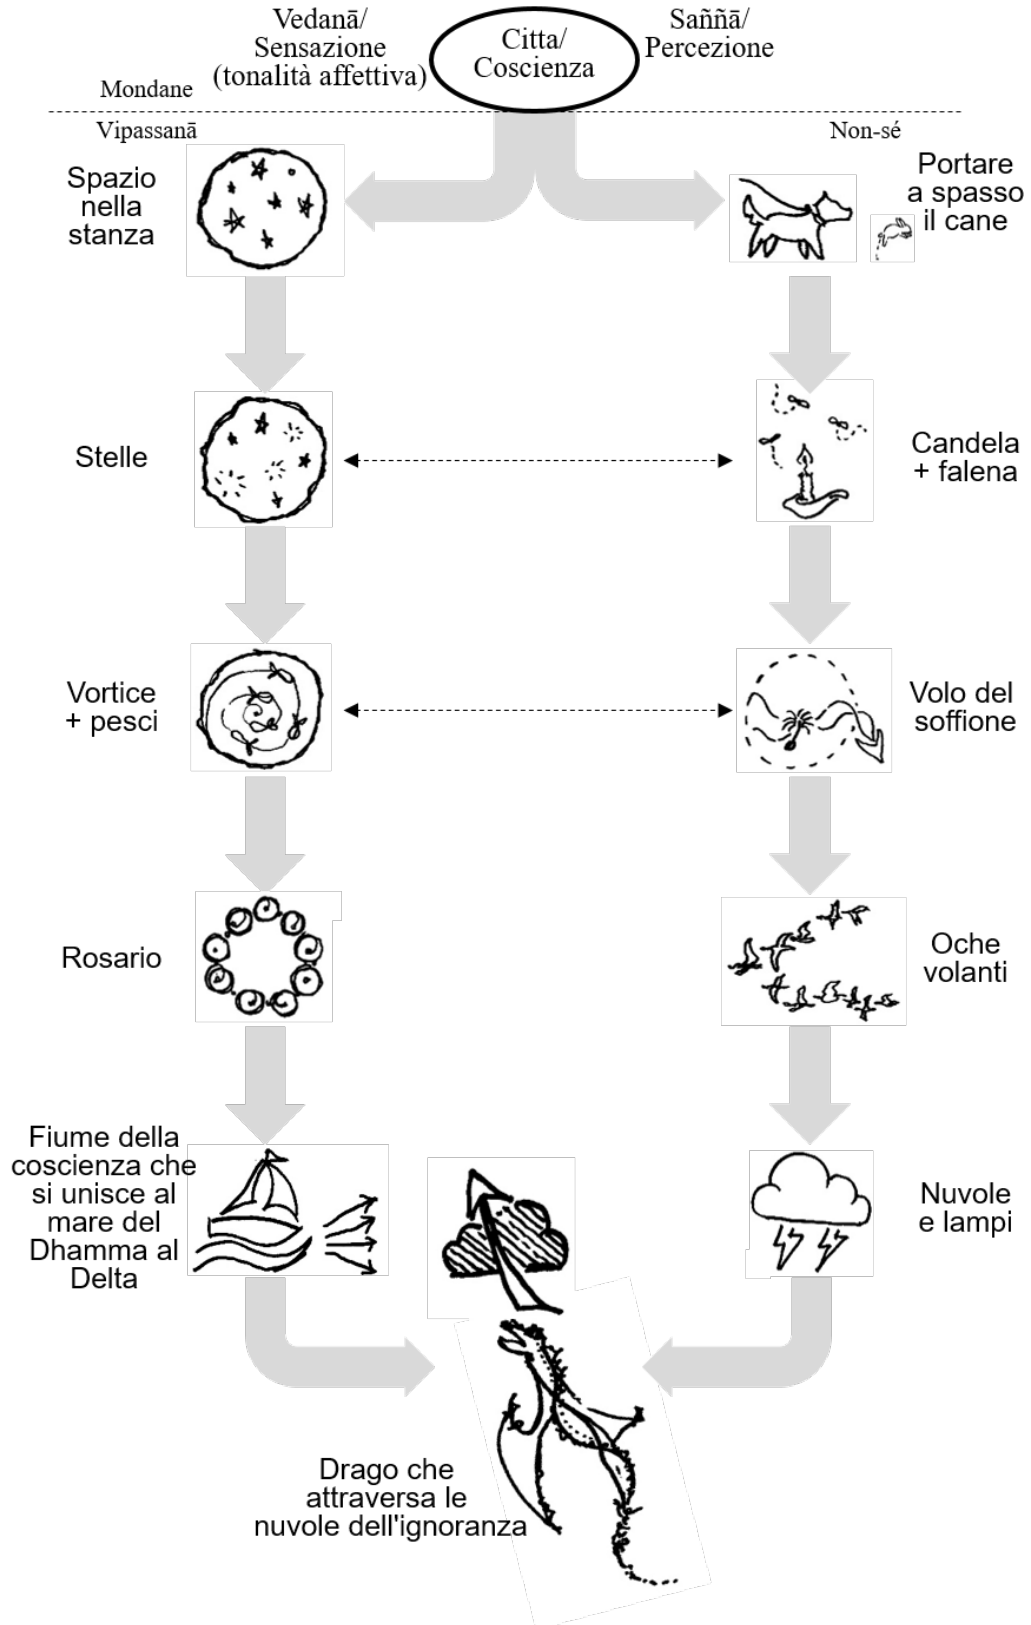 Vedanā/
Sensazione
(tonalità affettiva)
Citta/
Coscienza
Saññā/
Percezione
Mondane
Vipassanā
Non-sé
Spazio
nella
stanza
Portare
a spasso
il cane
Stelle
Candela
+ falena
Vortice
+ pesci
Volo del
soffione
Rosario
Oche
volanti
Fiume della
coscienza che
si unisce al
mare del
Dhamma al
Delta
Nuvole
e lampi
Drago che
attraversa le
nuvole dell'ignoranza